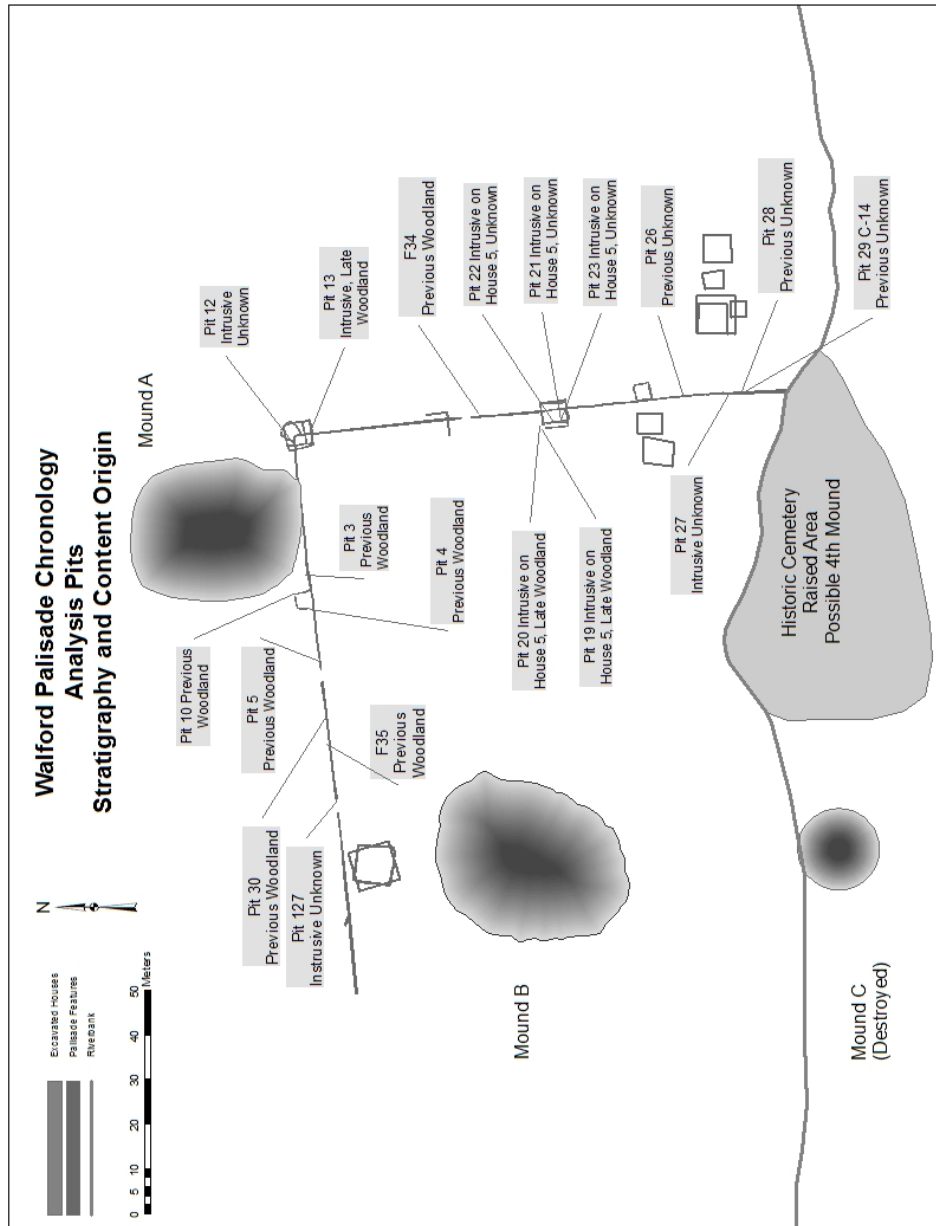 Walford Palisade Chronology
Analysis Pits
Stratigraphy and Content Origin
N
Excavated Houses
Palisade Features
Riverbank
0 5 10 20 30 40 50
Meters
Mound A
Pit 12
Intrusive
Unknown
Pit 13
Intrusive, Late
Woodland
Pit 10 Previous
Woodland
Pit 3
Previous
Woodland
Pit 4
Previous Woodland
Pit 5
Previous Woodland
F35
Previous
Woodland
Pit 30
Previous Woodland
Pit 127
Instrusive Unknown
F34
Previous Woodland
Pit 22 Intrusive on
House 5, Unknown
Pit 21 Intrusive on
House 5, Unknown
Pit 23 Intrusive on
House 5, Unknown
Pit 20 Intrusive on
House 5, Late Woodland
Pit 19 Intrusive on
House 5, Late Woodland
Pit 26
Previous Unknown
Pit 27
Intrusive Unknown
Pit 28
Previous Unknown
Pit 29 C-14
Previous Unknown
Mound B
Historic Cemetery
Raised Area
Possible 4th Mound
Mound C
(Destroyed)